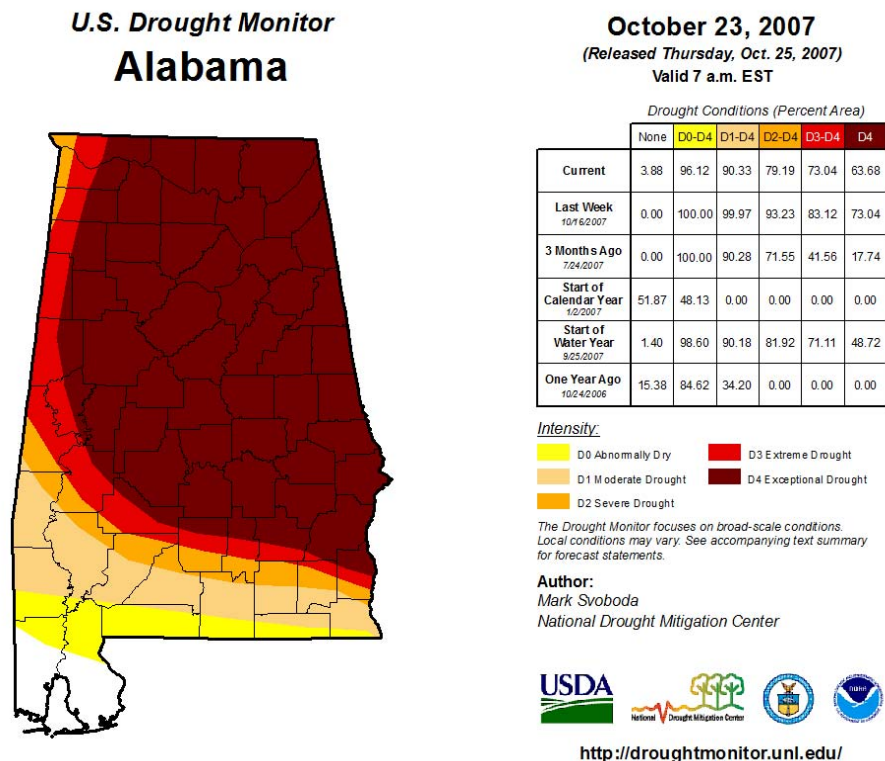 U.S. Drought Monitor
Alabama
October 23, 2007
(Released Thursday, Oct. 25, 2007)
Valid 7 a.m. EST
Drought Conditions (Percent Area)
None D0-D4 D1-D4 D2-D4 D3-D4 D4
Current 3.88 96.12 90.33 79.19 73.04 63.68
Last Week
10/16/2007
0.00 100.00 99.97 93.23 83.12 73.04
3 Months Ago
7/24/2007
0.00 100.00 90.28 71.55 41.56 17.74
Start of
Calendar Year
1/2/2007
51.87 48.13 0.00 0.00 0.00 0.00
Start of
Water Year
9/25/2007
1.40 98.60 90.18 81.92 71.11 48.72
One Year Ago
10/24/2006
15.38 84.62 34.20 0.00 0.00 0.00
Intensity:
D0 Abnormally Dry
D1 Moderate Drought
D2 Severe Drought
D3 Extreme Drought
D4 Exceptional Drought
The Drought Monitor focuses on broad-scale conditions.
Local conditions may vary. See accompanying text summary
for forecast statements.
Author:
Mark Svoboda
National Drought Mitigation Center
USDA
National Drought Mitigation Center
NOAA
http://droughtmonitor.unl.edu/